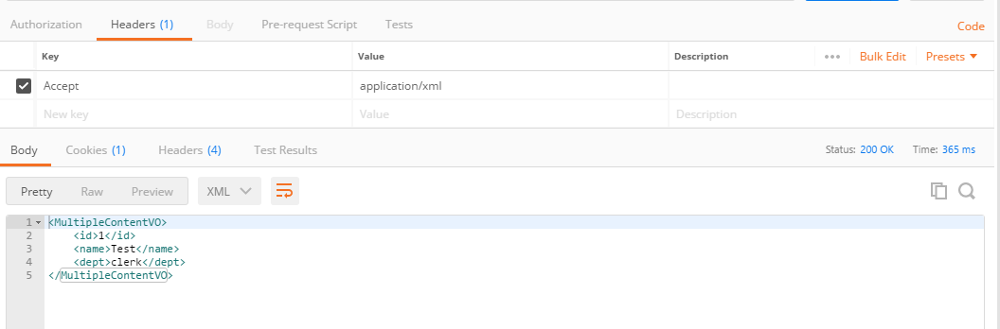 Authorization Headers (1) Body Pre-request Script Tests Code
Key Value Description ••• Bulk Edit Presets
Accept application/xml
New key Value Description
Body Cookies (1) Headers (4) Test Results Status: 200 OK Time: 365 ms
Pretty Raw Preview XML
1 <MultipleContentVO>
2 <id>1</id>
3 <name>Test</name>
4 <dept>clerk</dept>
5 </MultipleContentVO>